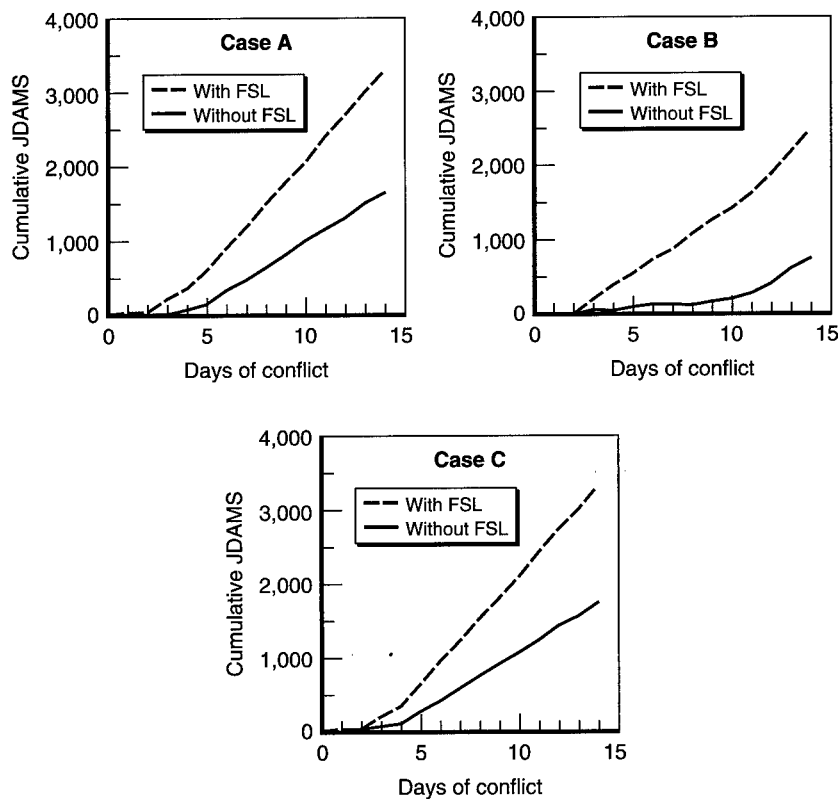 Case A
With FSL
Without FSL
Cumulative JDAMS
4,000
3,000
2,000
1,000
0
0 5 10 15
Days of conflict
Case B
With FSL
Without FSL
Cumulative JDAMS
4,000
3,000
2,000
1,000
0
0 5 10 15
Days of conflict
Case C
With FSL
Without FSL
Cumulative JDAMS
4,000
3,000
2,000
1,000
0
0 5 10 15
Days of conflict